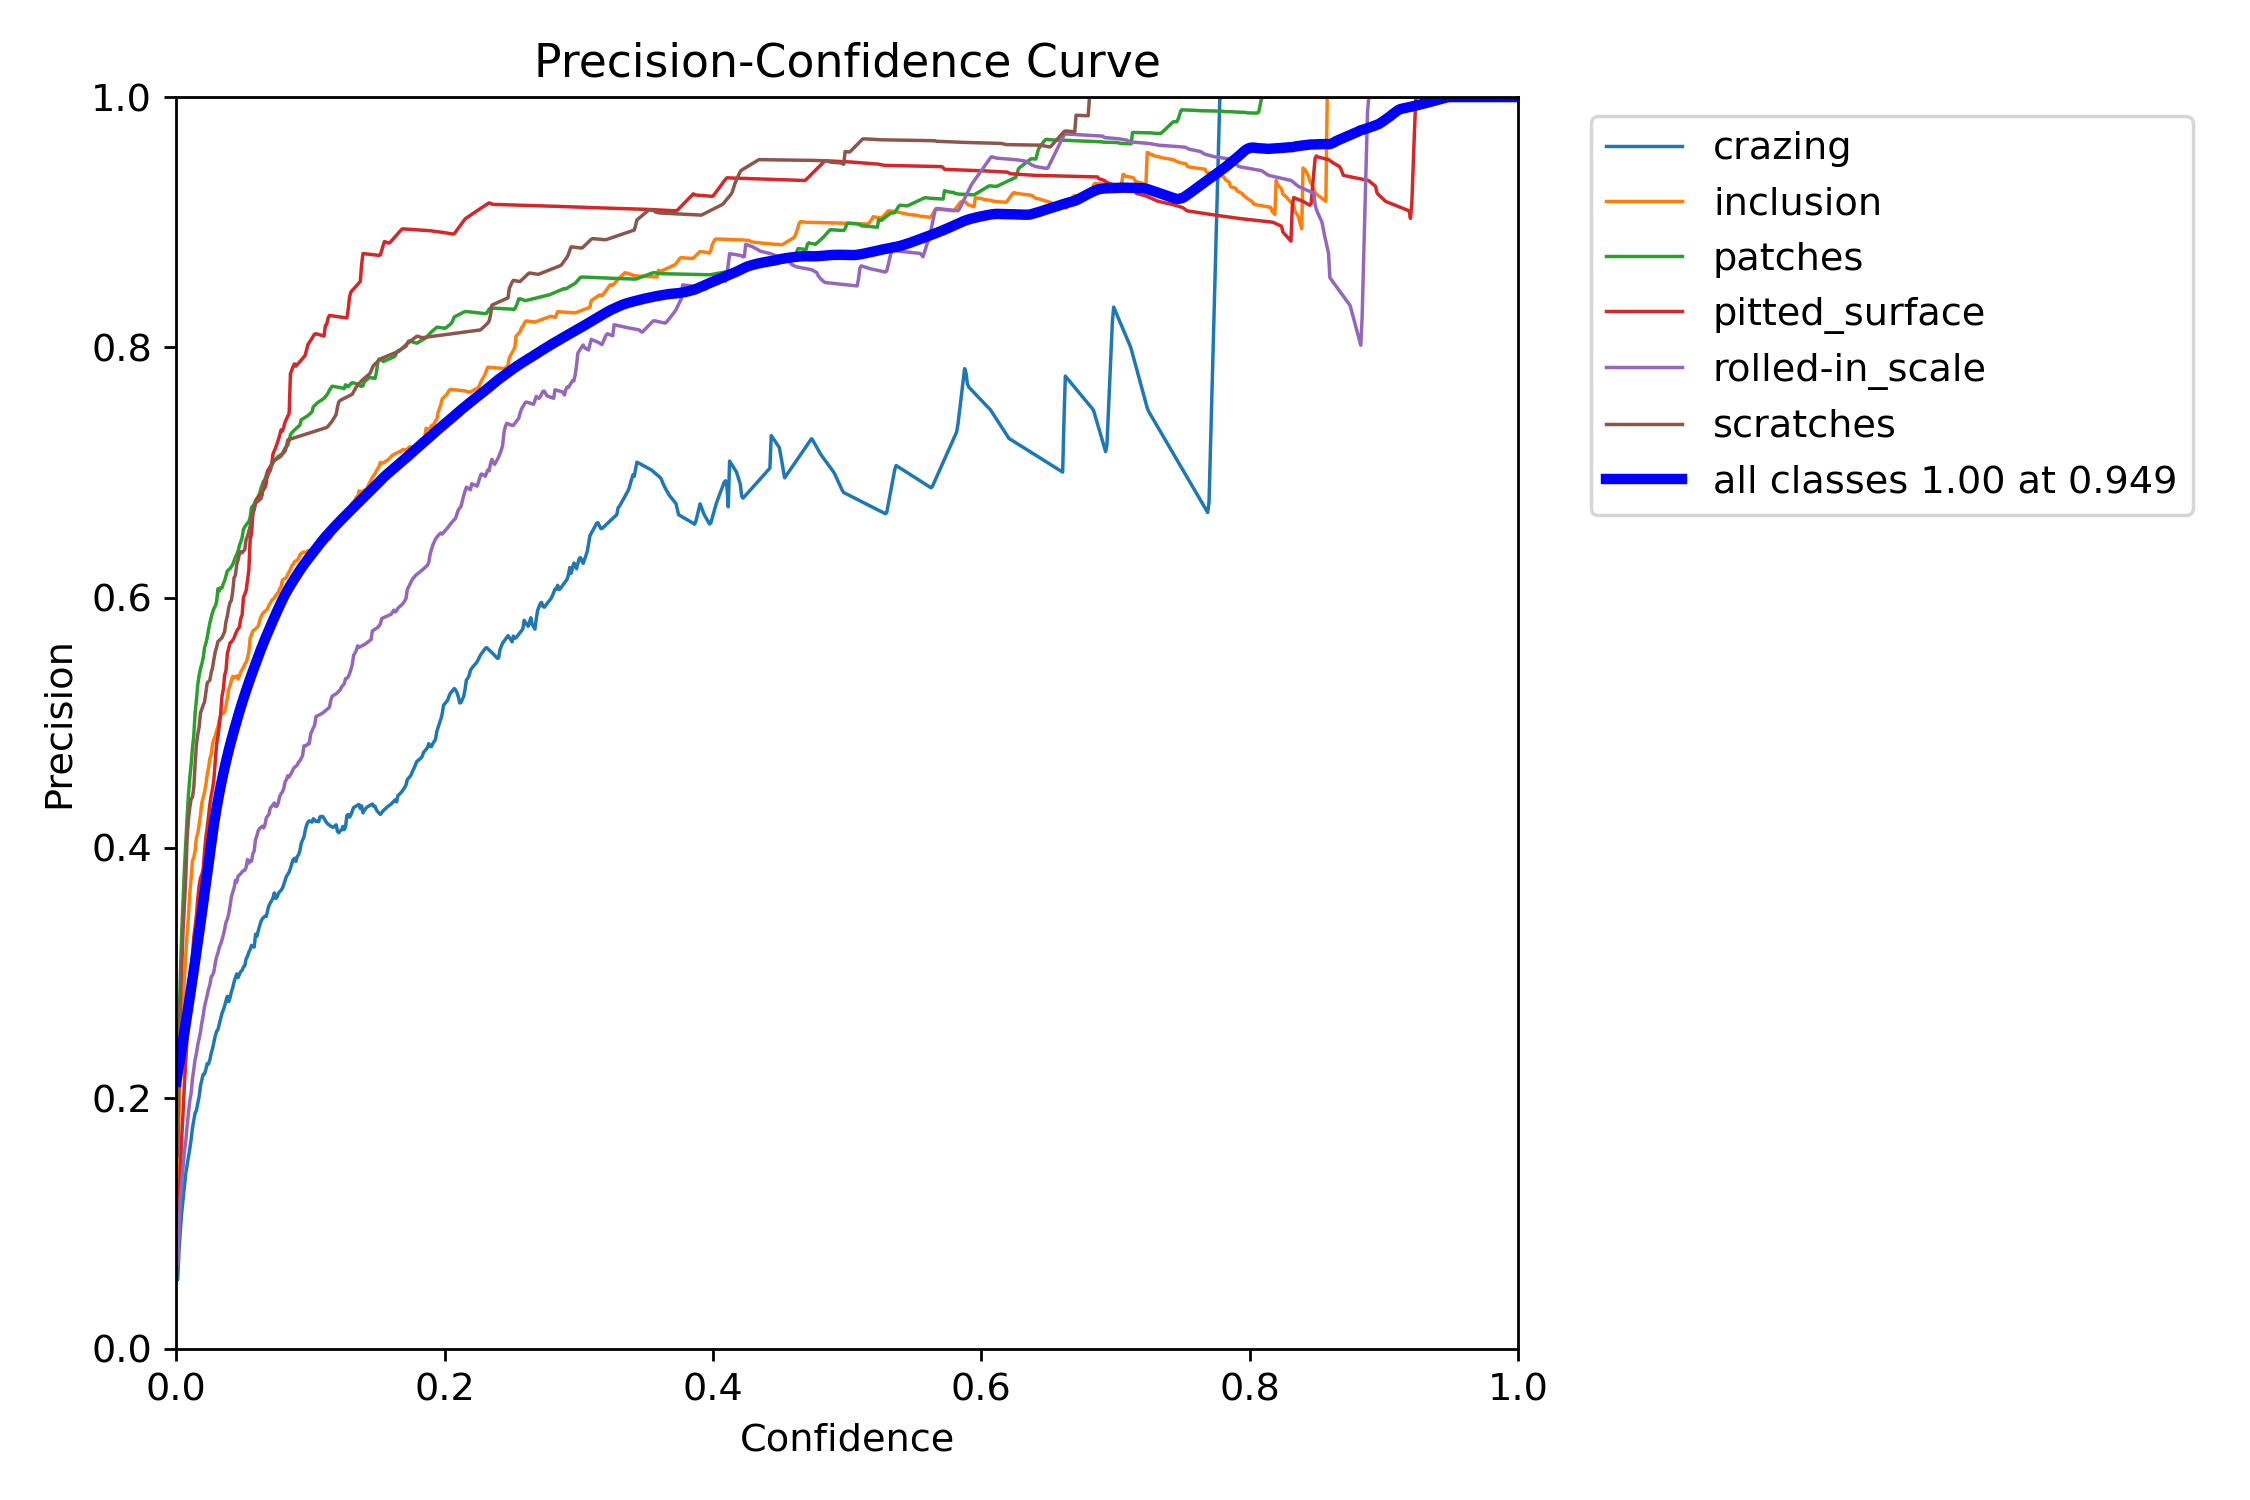 Precision-Confidence Curve
1.0
0.8
0.6
0.4
0.2
0.0
Precision
0.0 0.2 0.4 0.6 0.8 1.0
Confidence
crazing
inclusion
patches
pitted_surface
rolled-in_scale
scratches
all classes 1.00 at 0.949